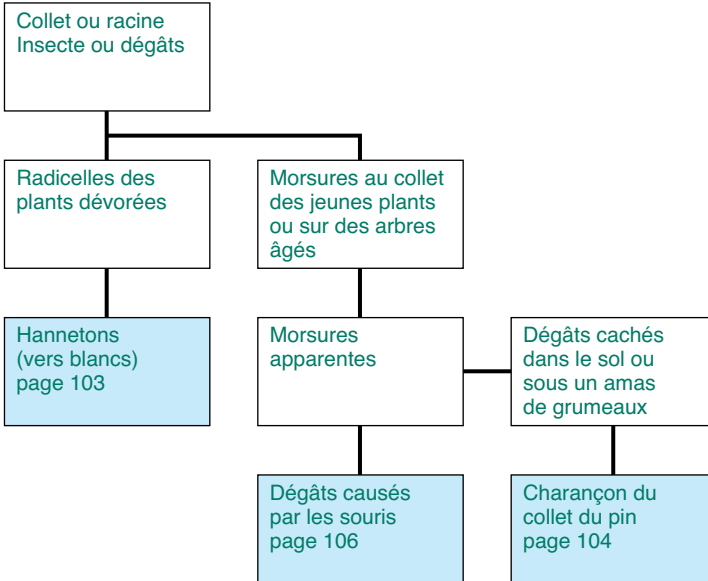 Collet ou racine
Insecte ou dégâts
Radicelles des
plants dévorées
Morsures au collet
des jeunes plants
ou sur des arbres
âgés
Hannetons
(vers blancs)
page 103
Morsures
apparentes
Dégâts cachés
dans le sol ou
sous un amas
de grumeaux
Dégâts causés
par les souris
page 106
Charançon du
collet du pin
page 104